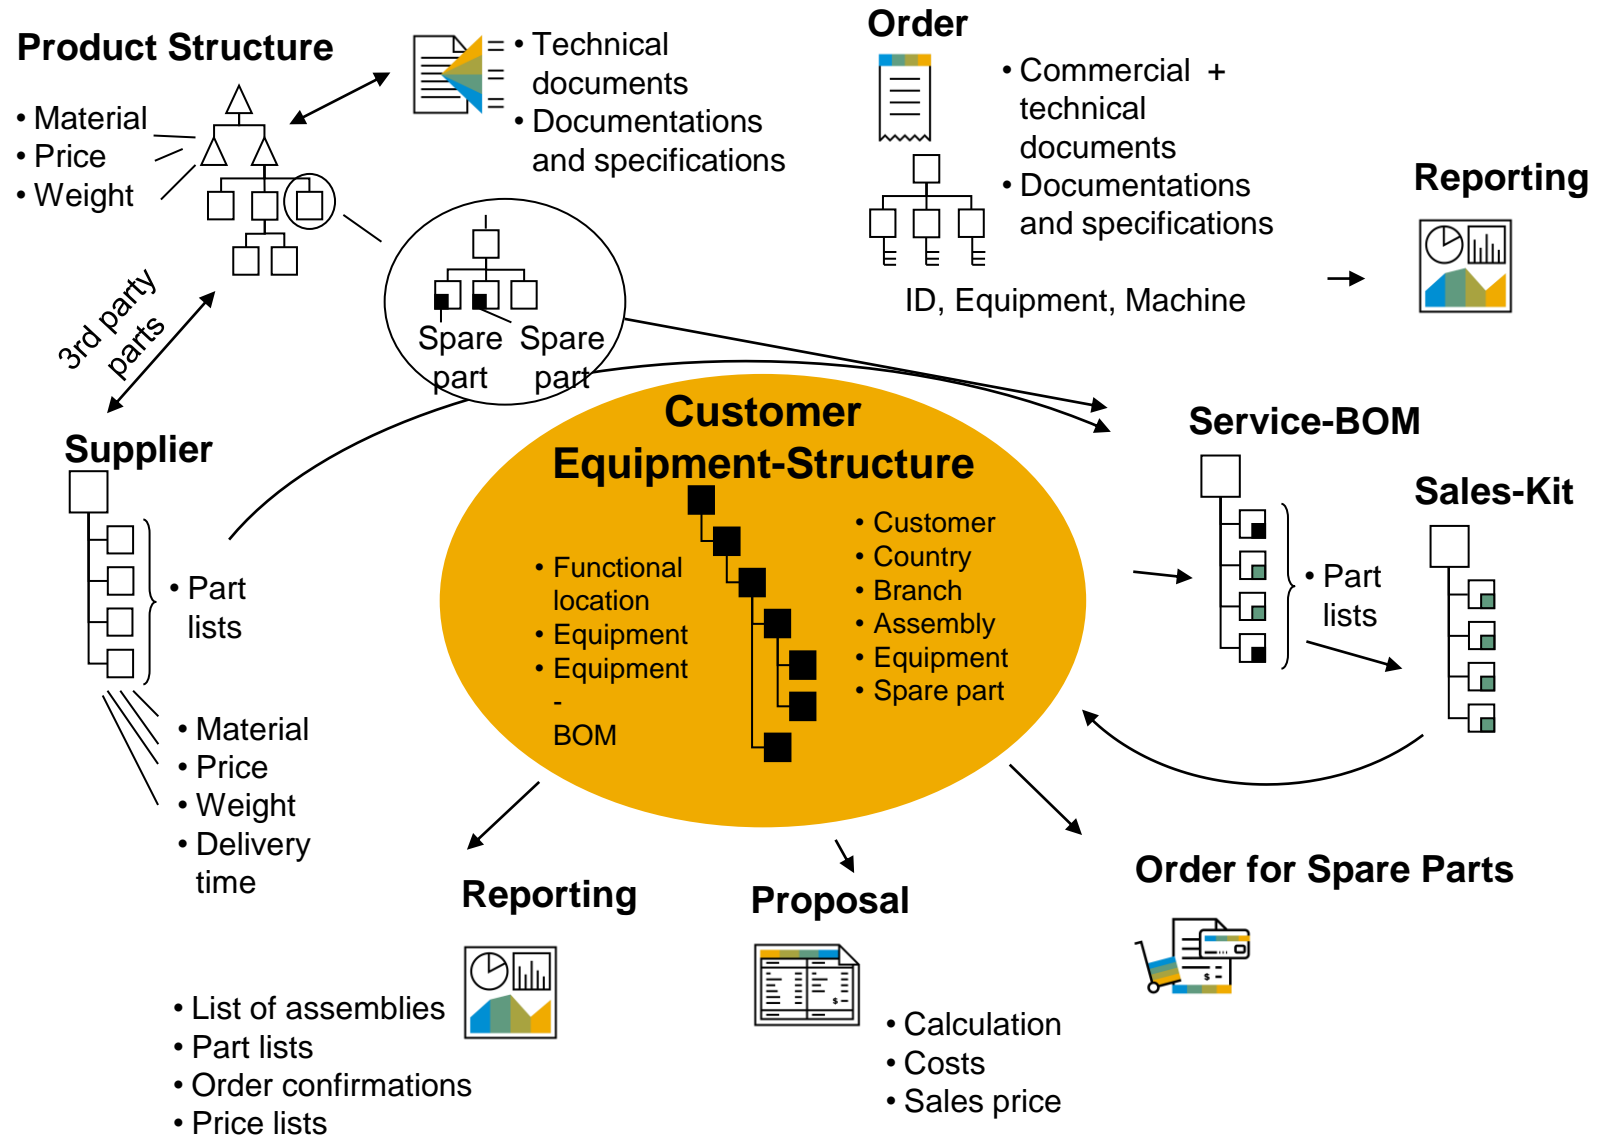 Product Structure
• Material
• Price
• Weight
• Technical
documents
• Documentations
and specifications
Order
• Commercial +
technical
documents
• Documentations
and specifications
ID, Equipment, Machine
Reporting
3rd party
parts
Spare
part
Spare
part
Supplier
• Part
lists
• Material
• Price
• Weight
• Delivery
time
Customer
Equipment-Structure
• Functional
location
• Equipment
• Equipment
-
BOM
• Customer
• Country
• Branch
• Assembly
• Equipment
• Spare part
Service-BOM
• Part
lists
Sales-Kit
Reporting
• List of assemblies
• Part lists
• Order confirmations
• Price lists
Proposal
$
• Calculation
• Costs
• Sales price
Order for Spare Parts
$